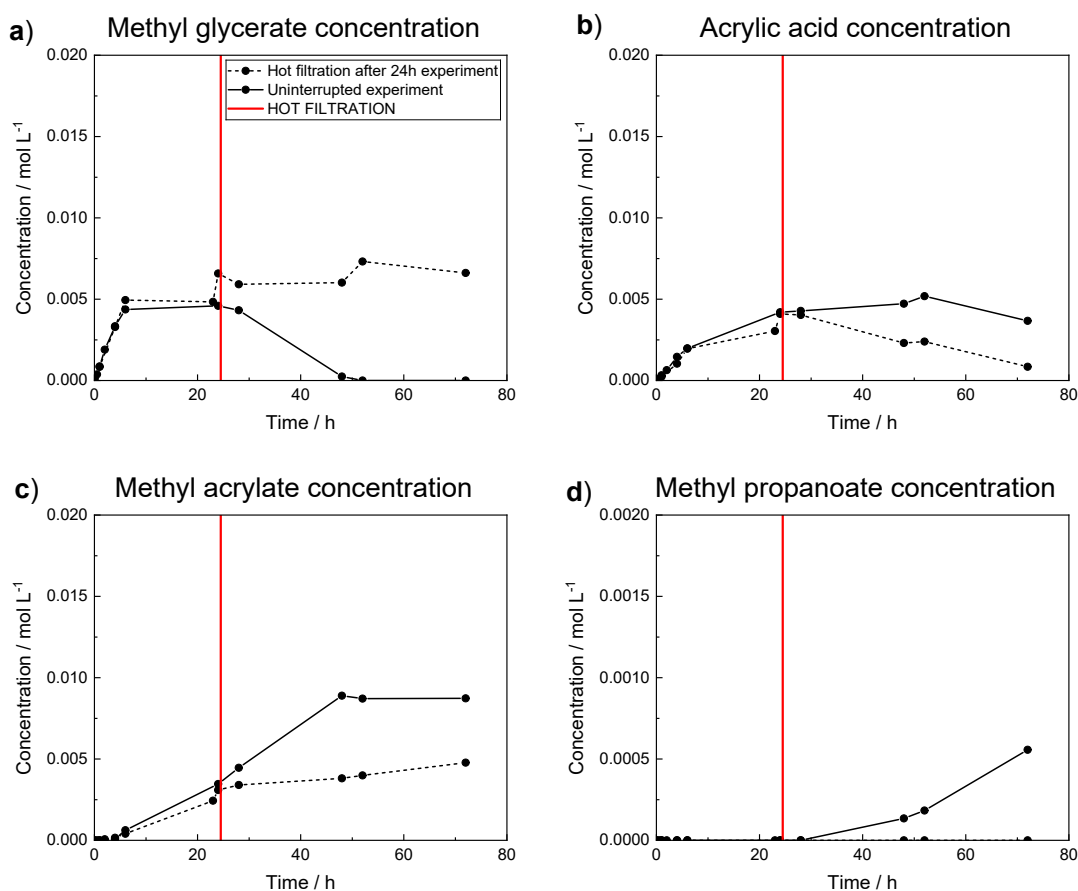 a)
Methyl glycerate concentration
Concentration / mol L⁻¹
0.020
0.015
0.010
0.005
0.000
Hot filtration after 24h experiment
Uninterrupted experiment
HOT FILTRATION
0 20 40 60 80
Time / h
b)
Acrylic acid concentration
Concentration / mol L⁻¹
0.020
0.015
0.010
0.005
0.000
0 20 40 60 80
Time / h
c)
Methyl acrylate concentration
Concentration / mol L⁻¹
0.020
0.015
0.010
0.005
0.000
0 20 40 60 80
Time / h
d)
Methyl propanoate concentration
Concentration / mol L⁻¹
0.0020
0.0015
0.0010
0.0005
0.0000
0 20 40 60 80
Time / h